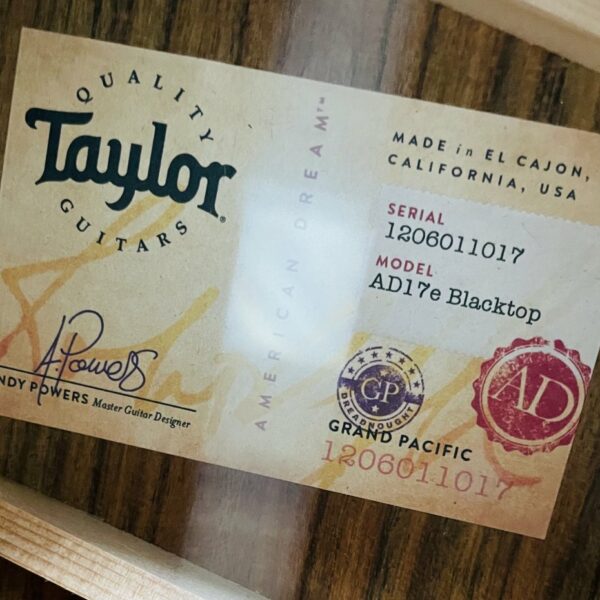 QUALITY
Taylor®
GUITARS
A. Powers
NDY POWERS Master Guitar Designer
AMERICAN DREAM™
MADE in EL CAJON,
CALIFORNIA, USA
SERIAL
1206011017
MODEL
AD17e Blacktop
GP
DREADNOUGHT
GRAND PACIFIC
1206011017
AD